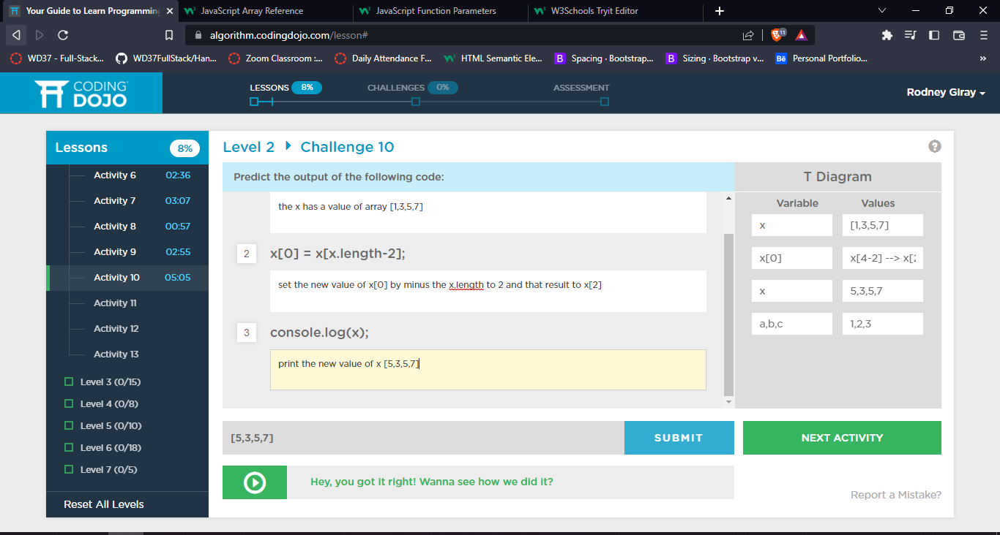 Your Guide to Learn Programming
JavaScript Array Reference
JavaScript Function Parameters
W3Schools Tryit Editor
algorithm.codingdojo.com/lesson#
11
WD37 - Full-Stack...
WD37FullStack/Han...
Zoom Classroom :...
Daily Attendance F...
HTML Semantic Ele...
B
Spacing · Bootstrap...
B
Sizing · Bootstrap v...
Bē
Personal Portfolio...
»
CODING
DOJO
LESSONS 8%
CHALLENGES 0%
ASSESSMENT
Rodney Giray
Lessons 8%
Activity 6 02:36
Activity 7 03:07
Activity 8 00:57
Activity 9 02:55
Activity 10 05:05
Activity 11
Activity 12
Activity 13
Level 3 (0/15)
Level 4 (0/8)
Level 5 (0/10)
Level 6 (0/18)
Level 7 (0/5)
Reset All Levels
Level 2 Challenge 10
?
Predict the output of the following code:
the x has a value of array [1,3,5,7]
2 x[0] = x[x.length-2];
set the new value of x[0] by minus the x.length to 2 and that result to x[2]
3 console.log(x);
print the new value of x [5,3,5,7]
T Diagram
Variable Values
x [1,3,5,7]
x[0] x[4-2] --> x[2
x 5,3,5,7
a,b,c 1,2,3
[5,3,5,7]
SUBMIT
NEXT ACTIVITY
Hey, you got it right! Wanna see how we did it?
Report a Mistake?